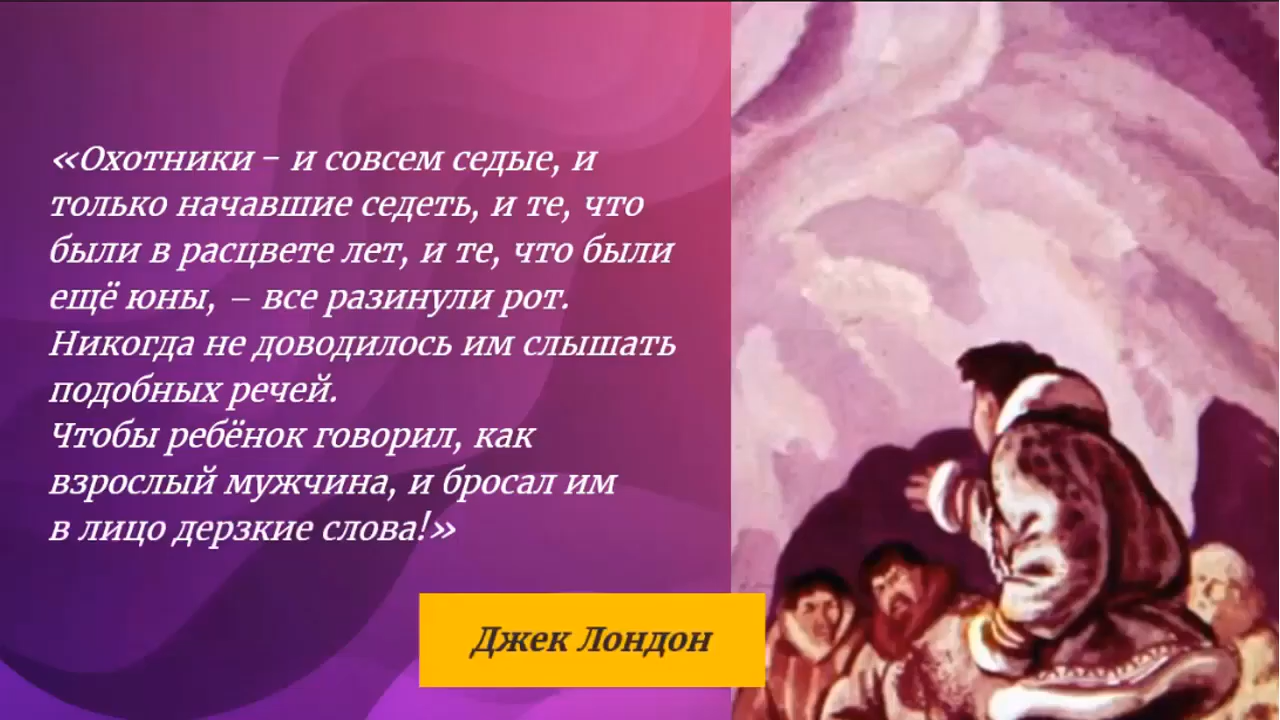 «Охотники – и совсем седые, и
только начавшие седеть, и те, что
были в расцвете лет, и те, что были
ещё юны, – все разинули рот.
Никогда не доводилось им слышать
подобных речей.
Чтобы ребёнок говорил, как
взрослый мужчина, и бросал им
в лицо дерзкие слова!»
Джек Лондон